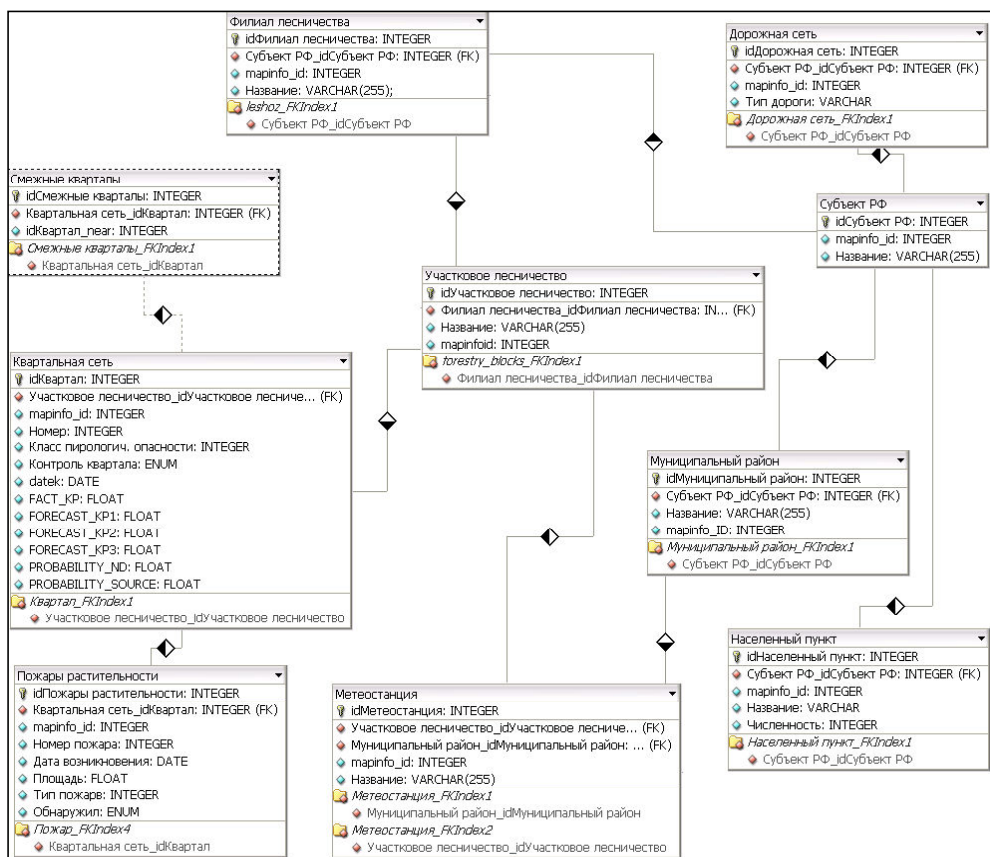 Филиал лесничества
idФилиал лесничества: INTEGER
Субъект РФ_idСубъект РФ: INTEGER (FK)
mapinfo_id: INTEGER
Название: VARCHAR(255);
leshoz_FKIndex1
Субъект РФ_idСубъект РФ
Дорожная сеть
idДорожная сеть: INTEGER
Субъект РФ_idСубъект РФ: INTEGER (FK)
mapinfo_id: INTEGER
Тип дороги: VARCHAR
Дорожная сеть_FKIndex1
Субъект РФ_idСубъект РФ
Смежные кварталы
idСмежные кварталы: INTEGER
Квартальная сеть_idКвартал: INTEGER (FK)
idКвартал_near: INTEGER
Смежные кварталы_FKIndex1
Квартальная сеть_idКвартал
Субъект РФ
idСубъект РФ: INTEGER
mapinfo_id: INTEGER
Название: VARCHAR(255)
Участковое лесничество
idУчастковое лесничество: INTEGER
Филиал лесничества_idФилиал лесничества: IN... (FK)
Название: VARCHAR(255)
mapinfoid: INTEGER
forestry_blocks_FKIndex1
Филиал лесничества_idФилиал лесничества
Квартальная сеть
idКвартал: INTEGER
Участковое лесничество_idУчастковое лесниче... (FK)
mapinfo_id: INTEGER
Номер: INTEGER
Класс пирологич. опасности: INTEGER
Контроль квартала: ENUM
datek: DATE
FACT_KP: FLOAT
FORECAST_KP1: FLOAT
FORECAST_KP2: FLOAT
FORECAST_KP3: FLOAT
PROBABILITY_ND: FLOAT
PROBABILITY_SOURCE: FLOAT
Квартал_FKIndex1
Участковое лесничество_idУчастковое лесничество
Муниципальный район
idМуниципальный район: INTEGER
Субъект РФ_idСубъект РФ: INTEGER (FK)
Название: VARCHAR(255)
mapinfo_ID: INTEGER
Муниципальный район_FKIndex1
Субъект РФ_idСубъект РФ
Населенный пункт
idНаселенный пункт: INTEGER
Субъект РФ_idСубъект РФ: INTEGER (FK)
mapinfo_id: INTEGER
Название: VARCHAR
Численность: INTEGER
Населенный пункт_FKIndex1
Субъект РФ_idСубъект РФ
Пожары растительности
idПожары растительности: INTEGER
Квартальная сеть_idКвартал: INTEGER (FK)
mapinfo_id: INTEGER
Номер пожара: INTEGER
Дата возникновения: DATE
Площадь: FLOAT
Тип пожарв: INTEGER
Обнаружил: ENUM
Пожар_FKIndex4
Квартальная сеть_idКвартал
Метеостанция
idМетеостанция: INTEGER
Участковое лесничество_idУчастковое лесниче... (FK)
Муниципальный район_idМуниципальный район: ... (FK)
mapinfo_id: INTEGER
Название: VARCHAR(255)
Метеостанция_FKIndex1
Муниципальный район_idМуниципальный район
Метеостанция_FKIndex2
Участковое лесничество_idУчастковое лесничество